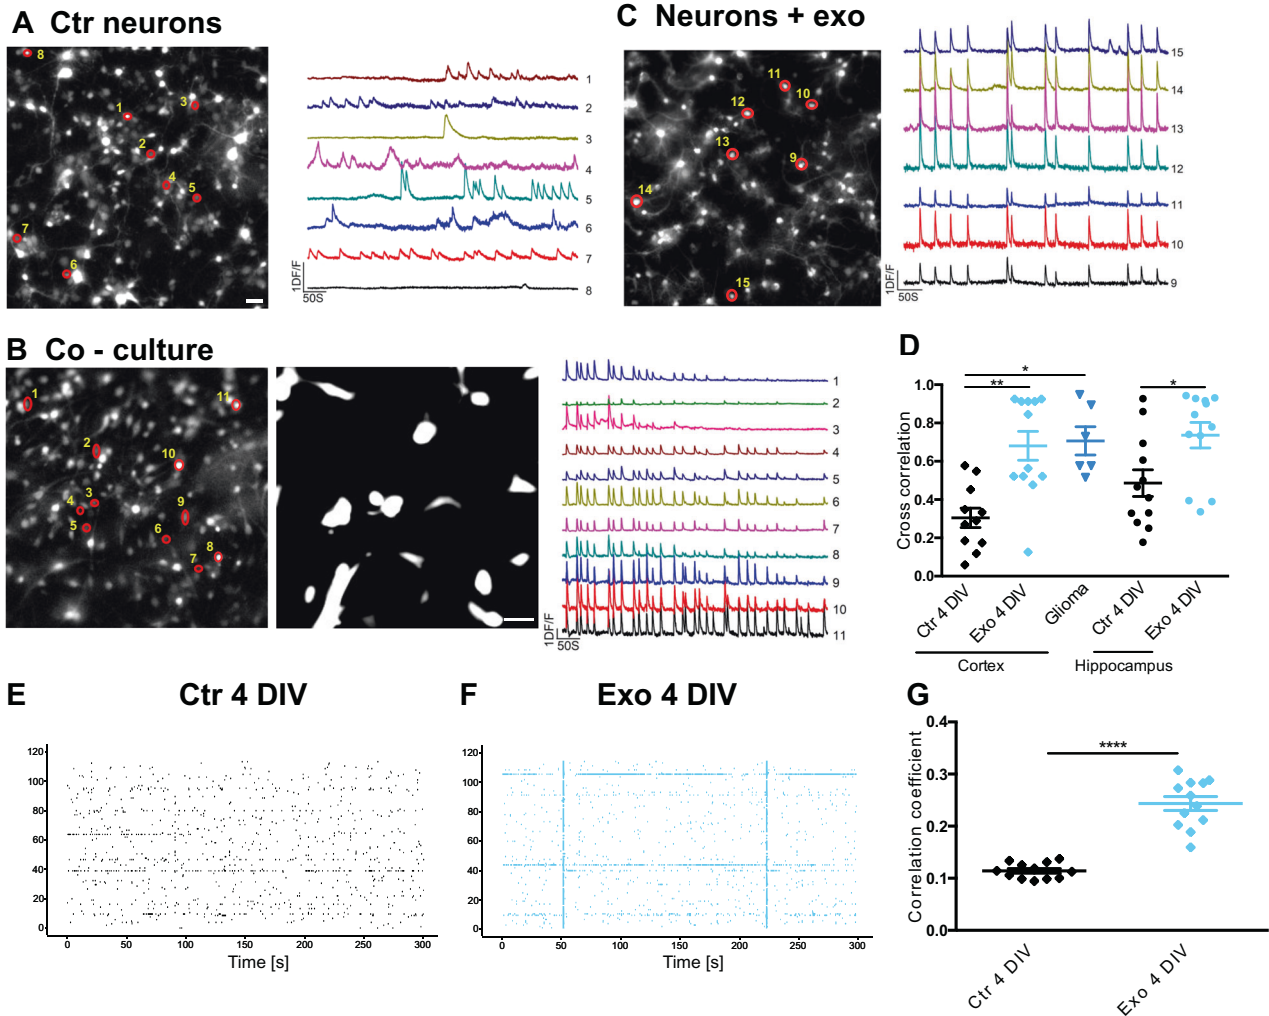 A Ctr neurons
8
1
3
2
4
5
7
6
1
2
3
4
5
6
7
8
1DF/F
50S
C Neurons + exo
11
10
12
13
9
14
15
15
14
13
12
11
10
9
1DF/F
50S
B Co - culture
1
11
2
10
3
4
9
5
6
8
7
1
2
3
4
5
6
7
8
9
10
11
1DF/F
50S
D
Cross correlation
1.0
0.8
0.6
0.4
0.2
0.0
*
**
*
Ctr 4 DIV
Exo 4 DIV
Glioma
Ctr 4 DIV
Exo 4 DIV
Cortex
Hippocampus
E Ctr 4 DIV
120
100
80
60
40
20
0
0 50 100 150 200 250 300
Time [s]
F Exo 4 DIV
120
100
80
60
40
20
0
0 50 100 150 200 250 300
Time [s]
G
Correlation coefficient
0.4
0.3
0.2
0.1
0.0
****
Ctr 4 DIV
Exo 4 DIV